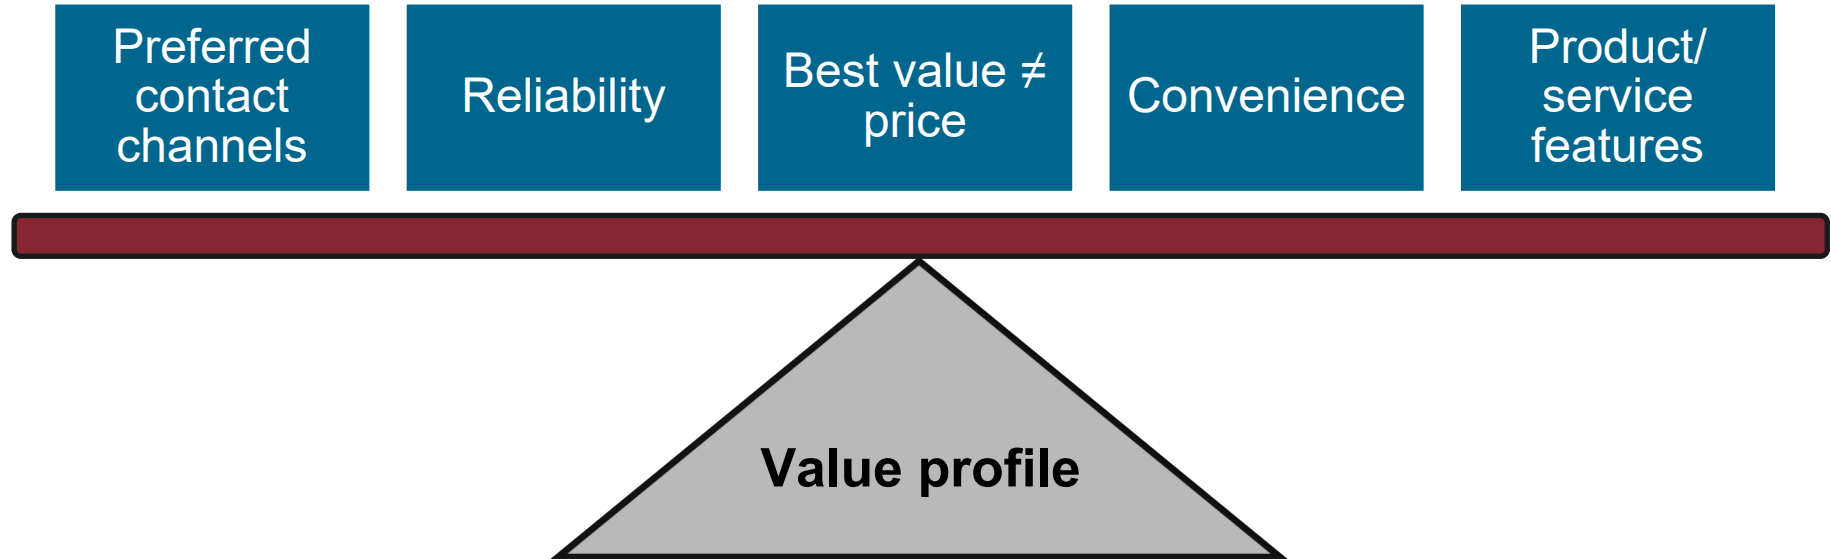 Preferred
contact
channels
Reliability
Best value ≠
price
Convenience
Product/
service
features
Value profile